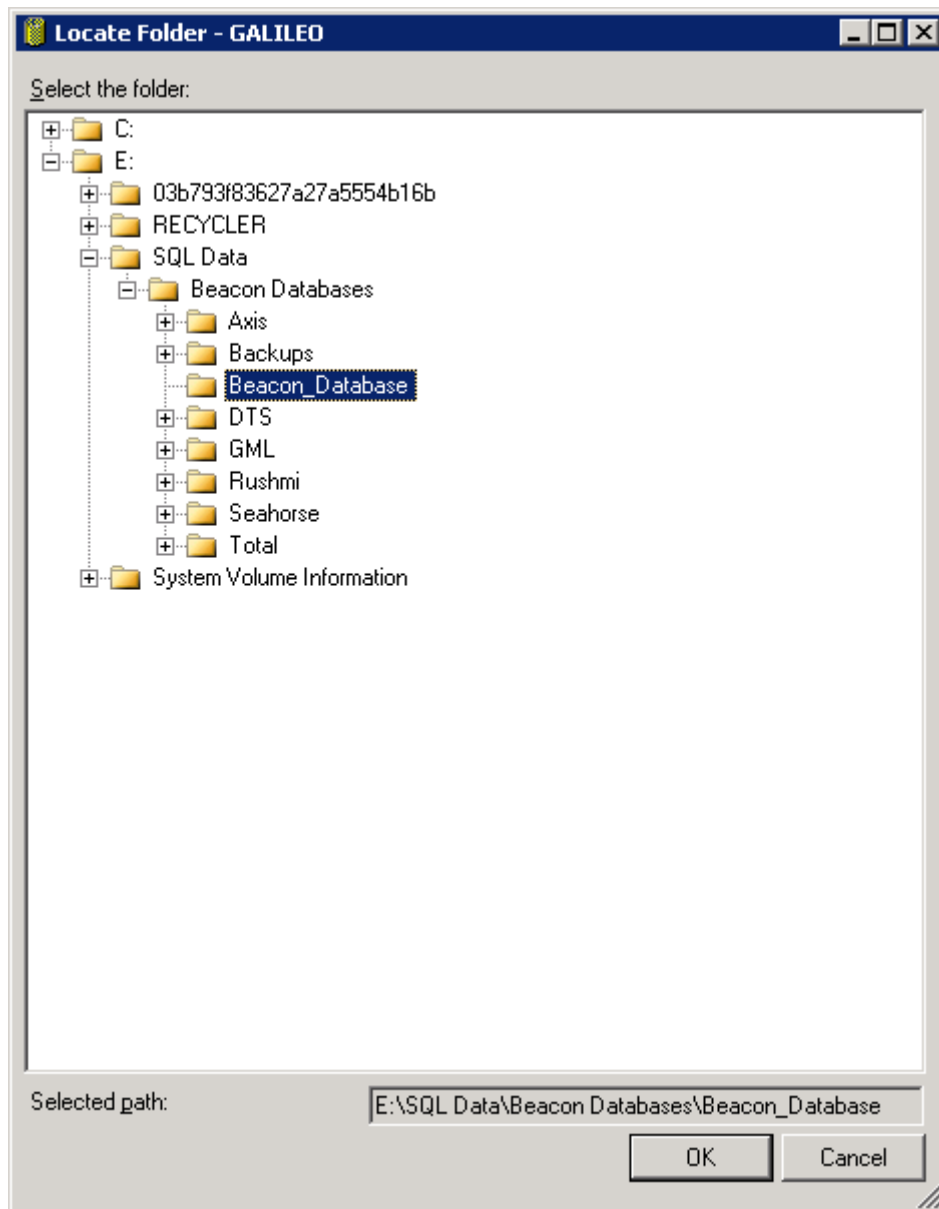 Locate Folder - GALILEO
Select the folder:
C:
E:
03b793f83627a27a5554b16b
RECYCLER
SQL Data
Beacon Databases
Axis
Backups
Beacon_Database
DTS
GML
Rushmi
Seahorse
Total
System Volume Information
Selected path: E:\SQL Data\Beacon Databases\Beacon_Database
OK Cancel